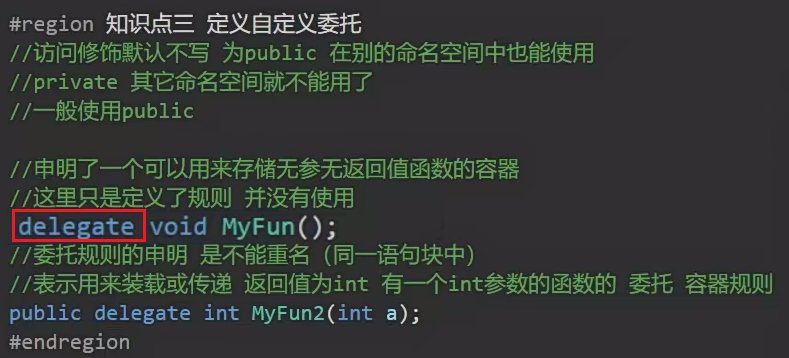 #region 知识点三 定义自定义委托
//访问修饰默认不写 为public 在别的命名空间中也能使用
//private 其它命名空间就不能用了
//一般使用public
//申明了一个可以用来存储无参无返回值函数的容器
//这里只是定义了规则 并没有使用
delegate void MyFun();
//委托规则的申明 是不能重名（同一语句块中）
//表示用来装载或传递 返回值为int 有一个int参数的函数的 委托 容器规则
public delegate int MyFun2(int a);
#endregion